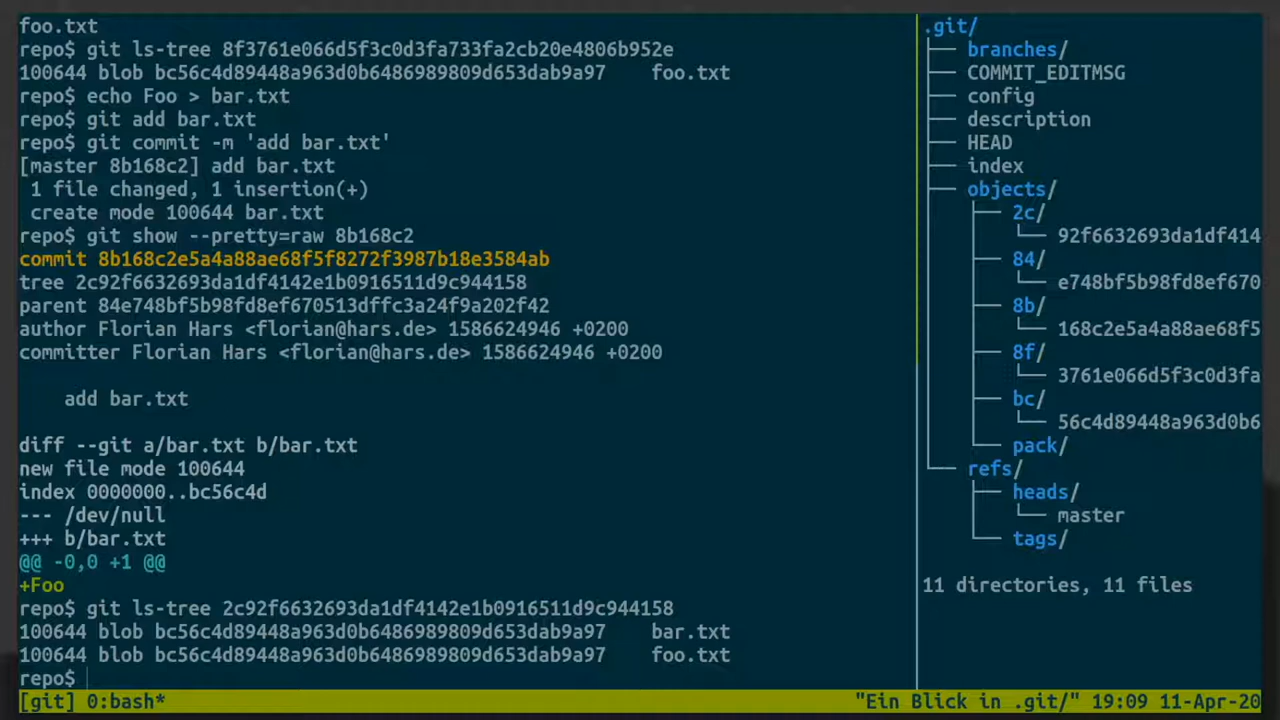 foo.txt
repo$ git ls-tree 8f3761e066d5f3c0d3fa733fa2cb20e4806b952e
100644 blob bc56c4d89448a963d0b6486989809d653dab9a97    foo.txt
repo$ echo Foo > bar.txt
repo$ git add bar.txt
repo$ git commit -m 'add bar.txt'
[master 8b168c2] add bar.txt
 1 file changed, 1 insertion(+)
 create mode 100644 bar.txt
repo$ git show --pretty=raw 8b168c2
commit 8b168c2e5a4a88ae68f5f8272f3987b18e3584ab
tree 2c92f6632693da1df4142e1b0916511d9c944158
parent 84e748bf5b98fd8ef670513dffc3a24f9a202f42
author Florian Hars <florian@hars.de> 1586624946 +0200
committer Florian Hars <florian@hars.de> 1586624946 +0200
    add bar.txt
diff --git a/bar.txt b/bar.txt
new file mode 100644
index 0000000..bc56c4d
--- /dev/null
+++ b/bar.txt
@@ -0,0 +1 @@
+Foo
repo$ git ls-tree 2c92f6632693da1df4142e1b0916511d9c944158
100644 blob bc56c4d89448a963d0b6486989809d653dab9a97    bar.txt
100644 blob bc56c4d89448a963d0b6486989809d653dab9a97    foo.txt
repo$
.git/
├── branches/
├── COMMIT_EDITMSG
├── config
├── description
├── HEAD
├── index
├── objects/
│   ├── 2c/
│   │   └── 92f6632693da1df414
│   ├── 84/
│   │   └── e748bf5b98fd8ef670
│   ├── 8b/
│   │   └── 168c2e5a4a88ae68f5
│   ├── 8f/
│   │   └── 3761e066d5f3c0d3fa
│   ├── bc/
│   │   └── 56c4d89448a963d0b6
│   └── pack/
└── refs/
    ├── heads/
    │   └── master
    └── tags/
11 directories, 11 files
[git] 0:bash*    "Ein Blick in .git/" 19:09 11-Apr-20